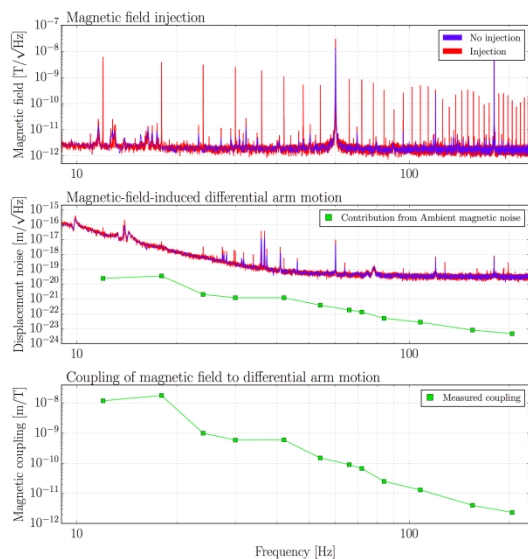 Magnetic field injection
Magnetic field [T/√Hz]
10⁻⁷
10⁻⁸
10⁻⁹
10⁻¹⁰
10⁻¹¹
10⁻¹²
No injection
Injection
10
100
Magnetic-field-induced differential arm motion
Displacement noise [m/√Hz]
10⁻¹⁵
10⁻¹⁶
10⁻¹⁷
10⁻¹⁸
10⁻¹⁹
10⁻²⁰
10⁻²¹
10⁻²²
10⁻²³
10⁻²⁴
Contribution from Ambient magnetic noise
10
100
Coupling of magnetic field to differential arm motion
Magnetic coupling [m/T]
10⁻⁸
10⁻⁹
10⁻¹⁰
10⁻¹¹
10⁻¹²
Measured coupling
10
100
Frequency [Hz]